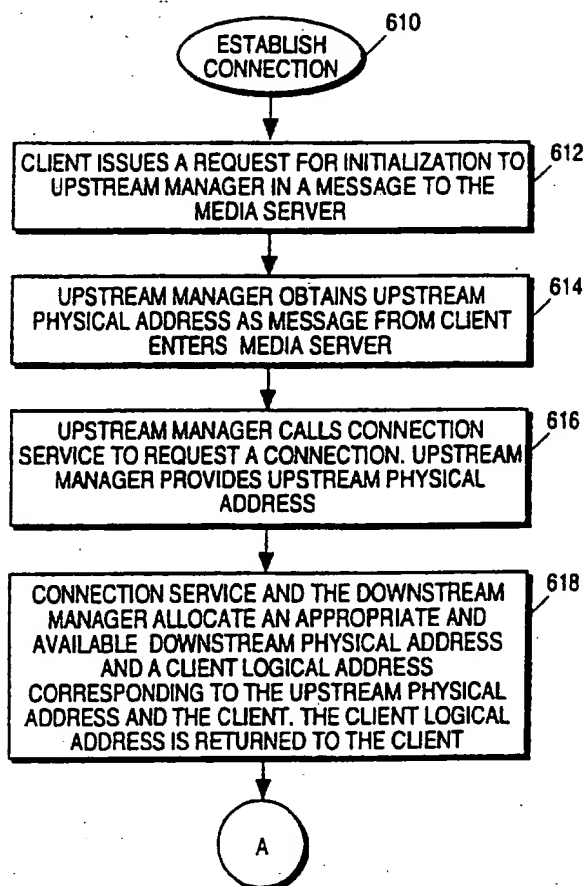 610
ESTABLISH
CONNECTION
612
CLIENT ISSUES A REQUEST FOR INITIALIZATION TO
UPSTREAM MANAGER IN A MESSAGE TO THE
MEDIA SERVER
614
UPSTREAM MANAGER OBTAINS UPSTREAM
PHYSICAL ADDRESS AS MESSAGE FROM CLIENT
ENTERS MEDIA SERVER
616
UPSTREAM MANAGER CALLS CONNECTION
SERVICE TO REQUEST A CONNECTION. UPSTREAM
MANAGER PROVIDES UPSTREAM PHYSICAL
ADDRESS
618
CONNECTION SERVICE AND THE DOWNSTREAM
MANAGER ALLOCATE AN APPROPRIATE AND
AVAILABLE DOWNSTREAM PHYSICAL ADDRESS
AND A CLIENT LOGICAL ADDRESS
CORRESPONDING TO THE UPSTREAM PHYSICAL
ADDRESS AND THE CLIENT. THE CLIENT LOGICAL
ADDRESS IS RETURNED TO THE CLIENT
A